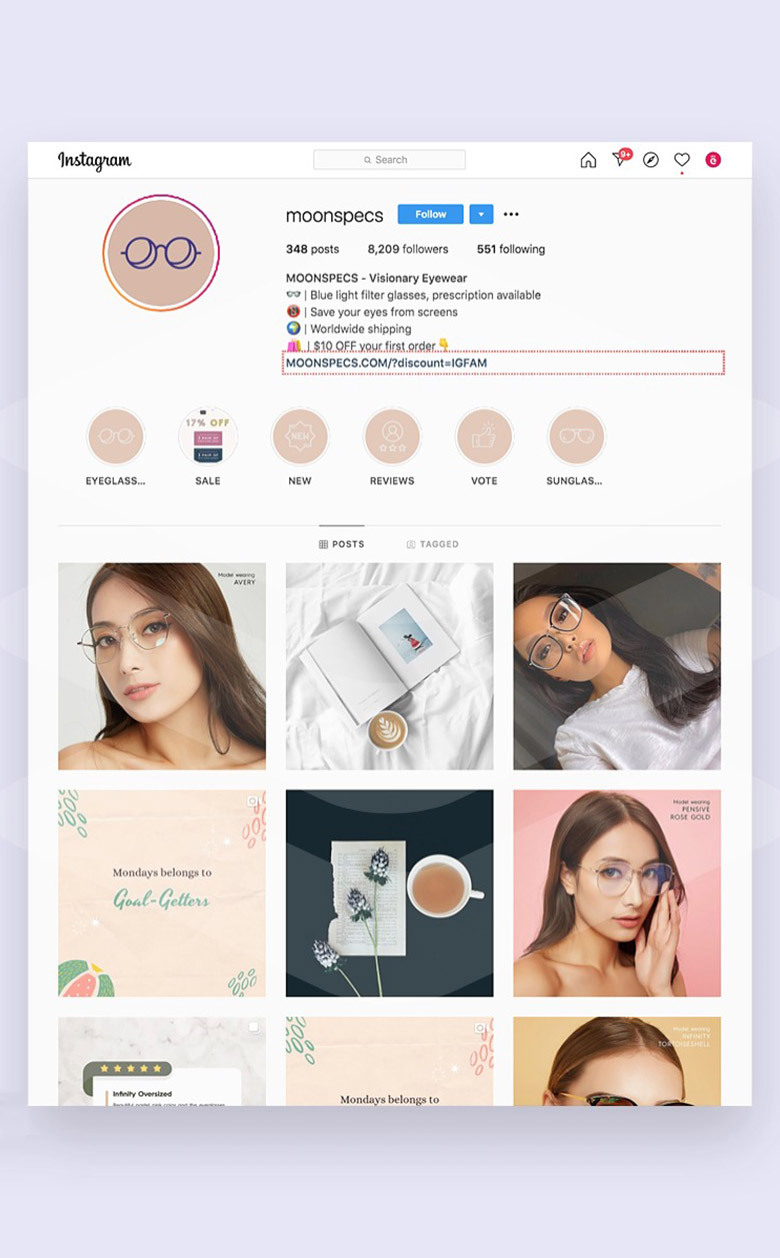 Instagram
Search
9+
ë
moonspecs Follow
348 posts 8,209 followers 551 following
MOONSPECS - Visionary Eyewear
| Blue light filter glasses, prescription available
| Save your eyes from screens
| Worldwide shipping
| $10 OFF your first order
MOONSPECS.COM/?discount=IGFAM
17% OFF
NEW
EYEGLASS... SALE NEW REVIEWS VOTE SUNGLAS...
POSTS TAGGED
Model wearing
AVERY
Mondays belongs to
Goal-Getters
Model wearing
PENSIVE
ROSE GOLD
Infinity Oversized
Mondays belongs to
Model wearing
INFINITY
TORTOISESHELL